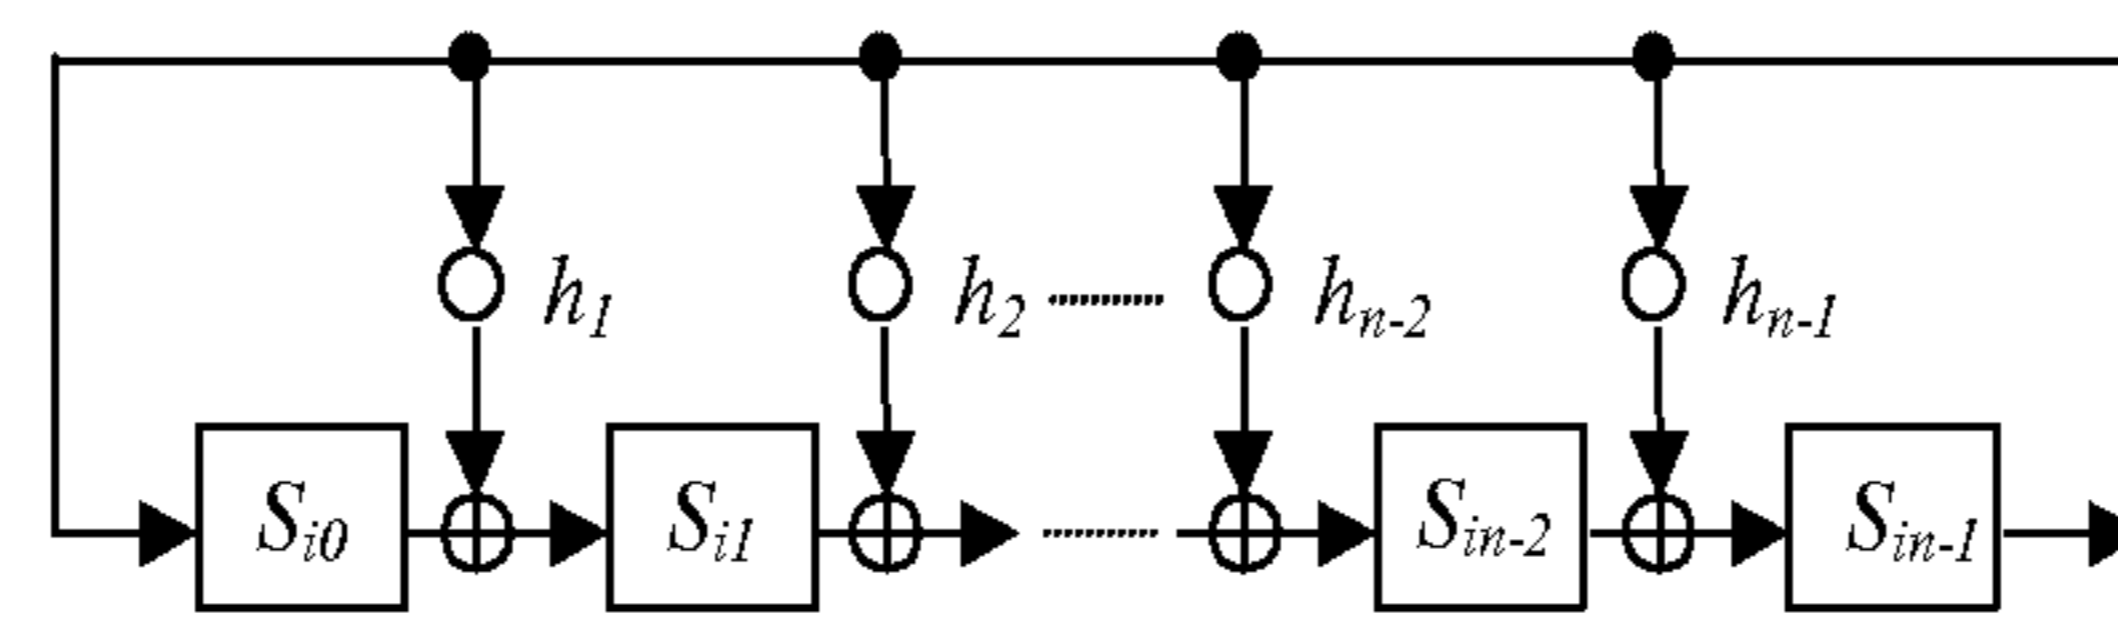 h1 h2 .......... hn-2 hn-1
Si0 Si1 .......... Sin-2 Sin-1